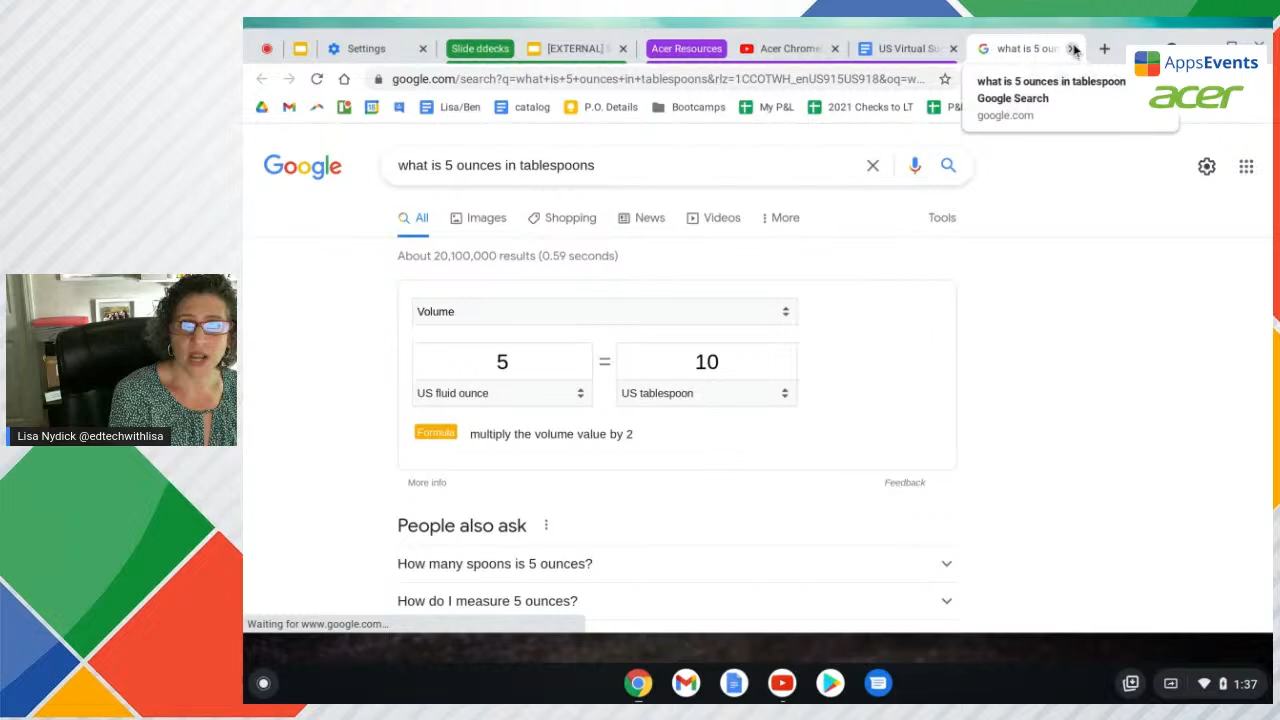 Settings
Slide ddecks
[EXTERNAL]
Acer Resources
Acer Chrome
US Virtual Su
what is 5 oun
AppsEvents
acer
google.com/search?q=what+is+5+ounces+in+tablespoons&rlz=1CCOTWH_enUS915US918&oq=w...
what is 5 ounces in tablespoon
Google Search
google.com
Lisa/Ben
catalog
P.O. Details
Bootcamps
My P&L
2021 Checks to LT
Google
what is 5 ounces in tablespoons
All
Images
Shopping
News
Videos
More
Tools
About 20,100,000 results (0.59 seconds)
Volume
5
=
10
US fluid ounce
US tablespoon
Formula
multiply the volume value by 2
More info
Feedback
People also ask
How many spoons is 5 ounces?
How do I measure 5 ounces?
Waiting for www.google.com...
Lisa Nydick @edtechwithlisa
1:37